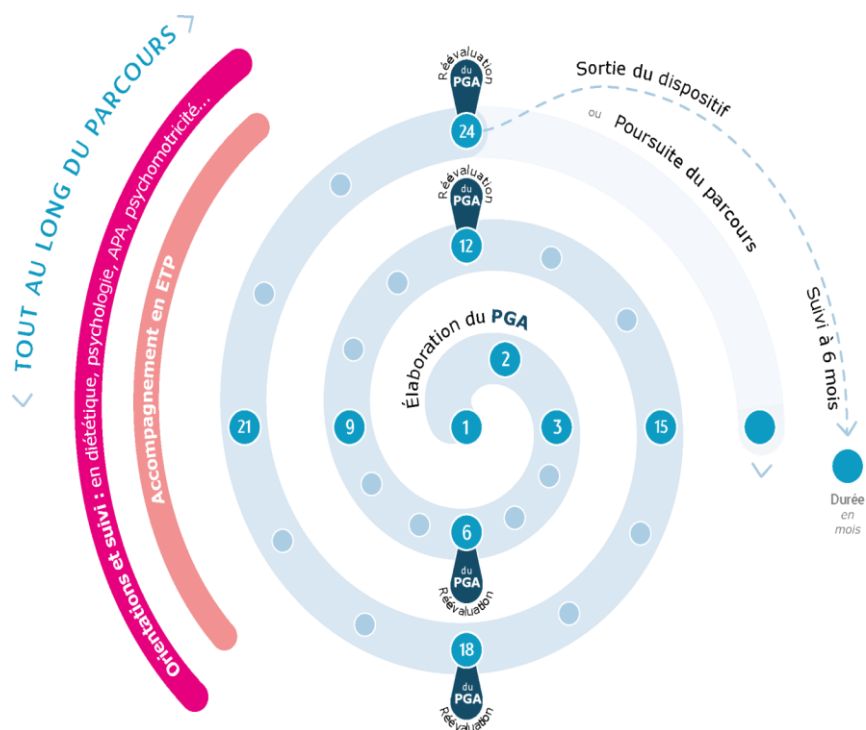 TOUT AU LONG DU PARCOURS
Orientations et suivi : en diététique, psychologie, APA, psychomotricité...
Accompagnement en ETP
Réévaluation
du
PGA
24
Sortie du dispositif
ou Poursuite du parcours
Suivi à 6 mois
Réévaluation
du
PGA
12
Élaboration du PGA
2
1
3
9
15
21
6
du
PGA
Réévaluation
18
du
PGA
Réévaluation
Durée
en
mois